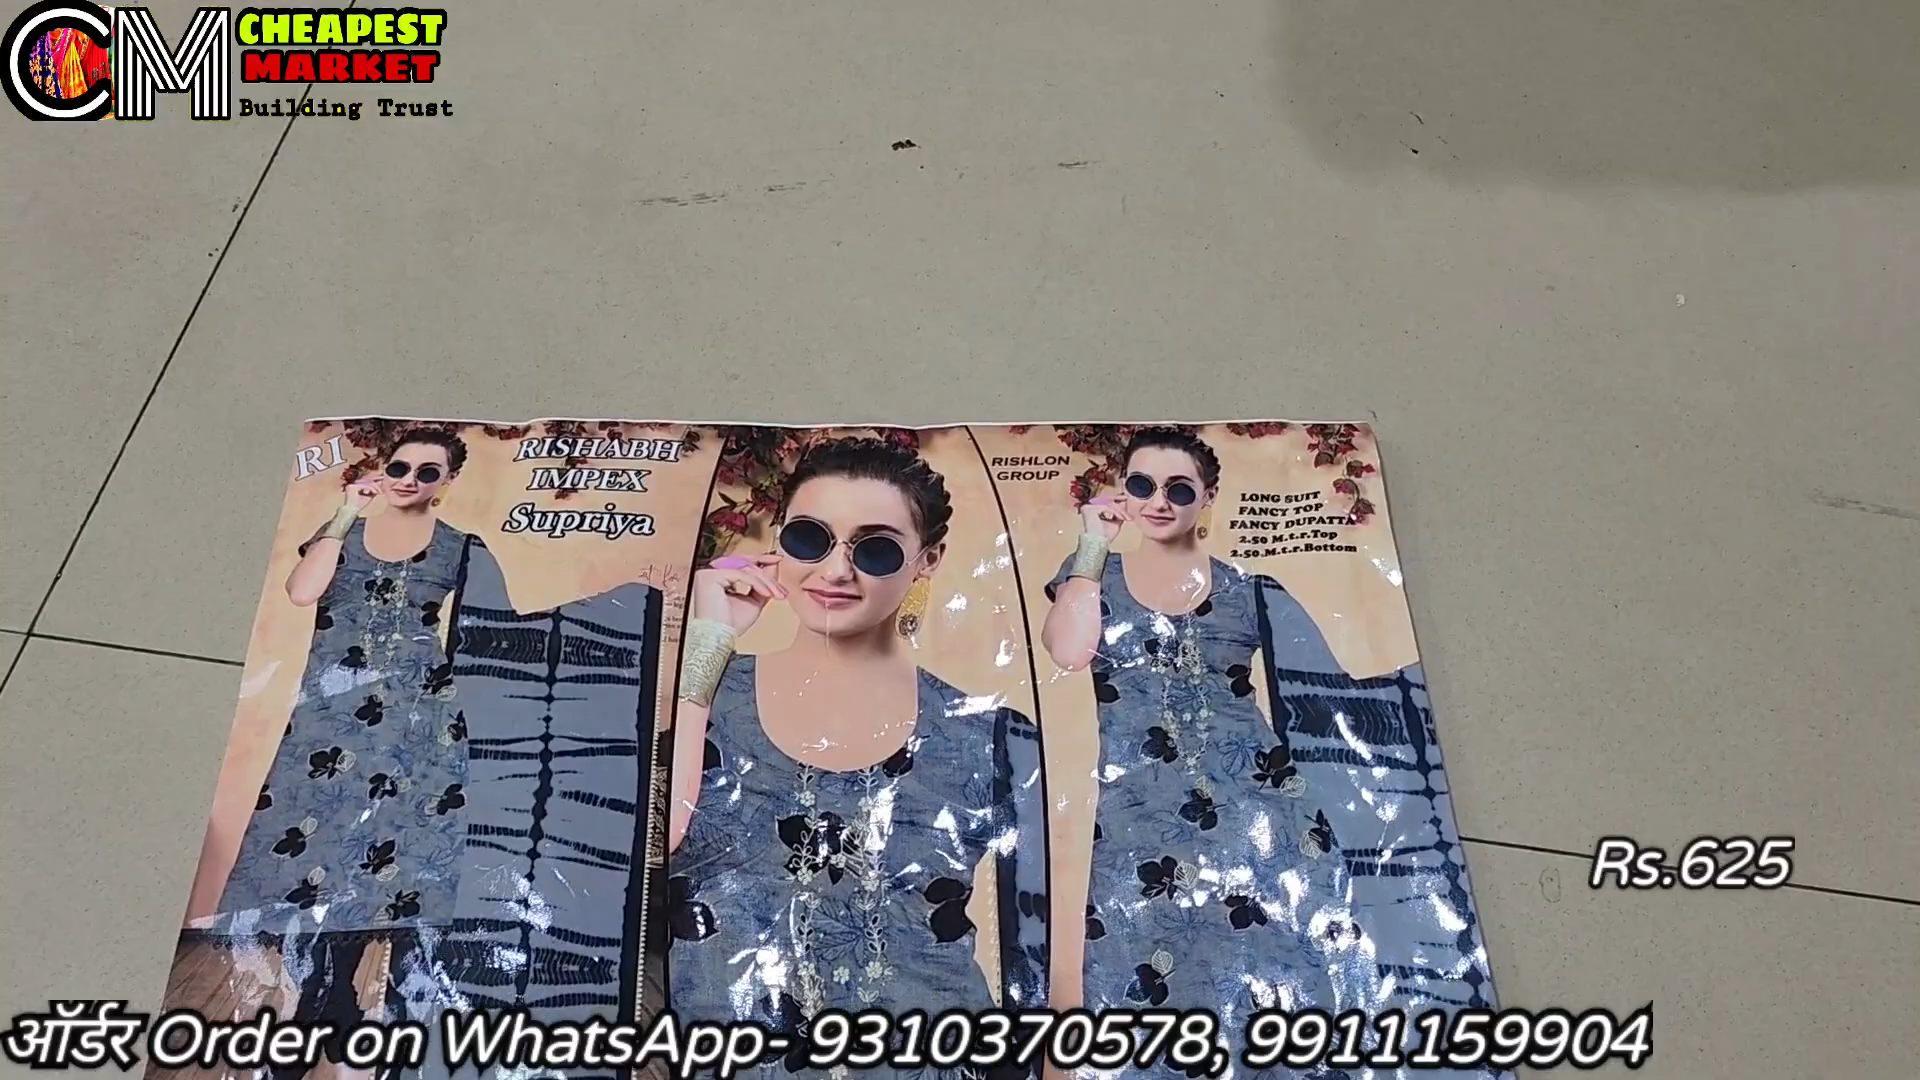 CM
CHEAPEST
MARKET
Building Trust
RI
RISHABH
IMPEX
Supriya
RISHLON
GROUP
LONG SUIT
FANCY TOP
FANCY DUPATTA
2.50 M.t.r.Top
2.50.M.t.r.Bottom
Rs.625
ऑर्डर Order on WhatsApp- 9310370578, 9911159904